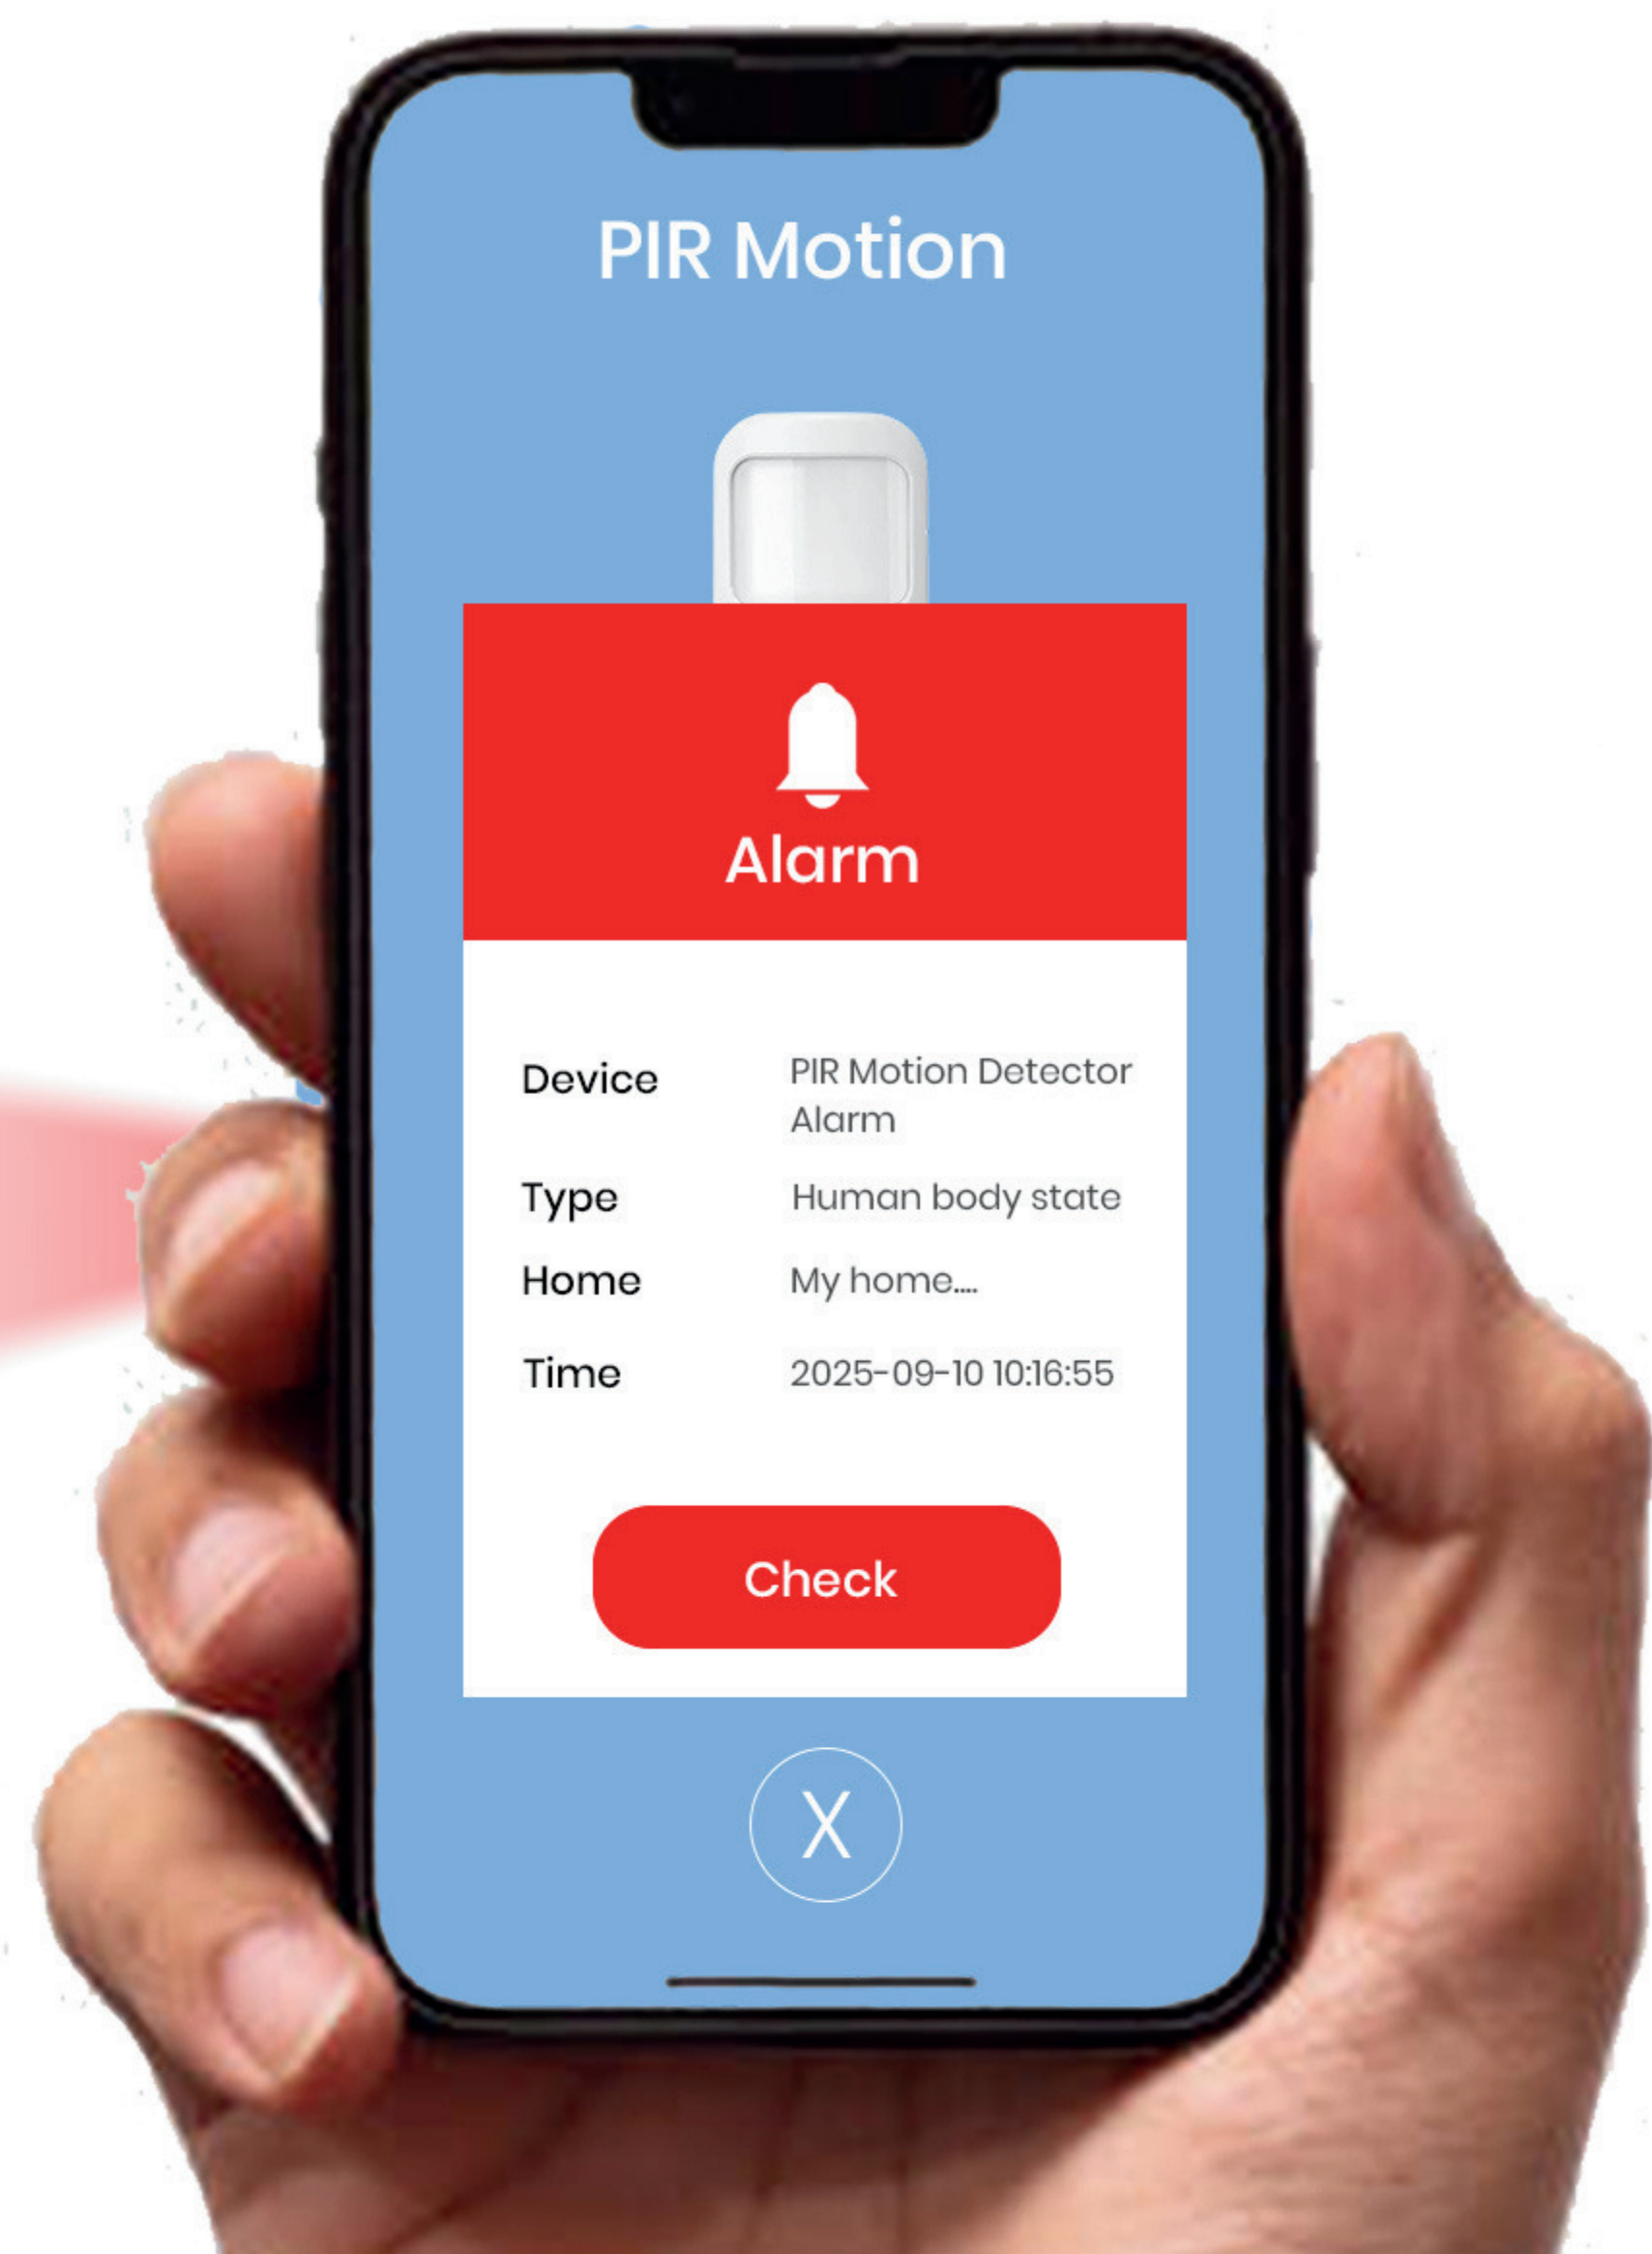 PIR Motion
Alarm
Device
PIR Motion Detector
Alarm
Type
Human body state
Home
My home....
Time
2025-09-10 10:16:55
Check
X